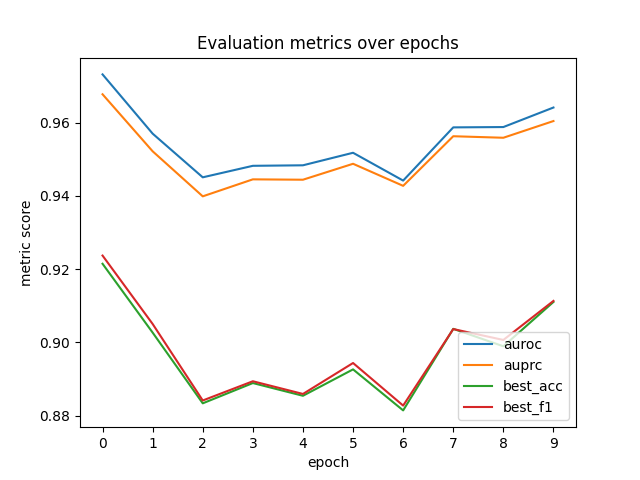 Evaluation metrics over epochs
metric score
0.96
0.94
0.92
0.90
0.88
auroc
auprc
best_acc
best_f1
0 1 2 3 4 5 6 7 8 9
epoch